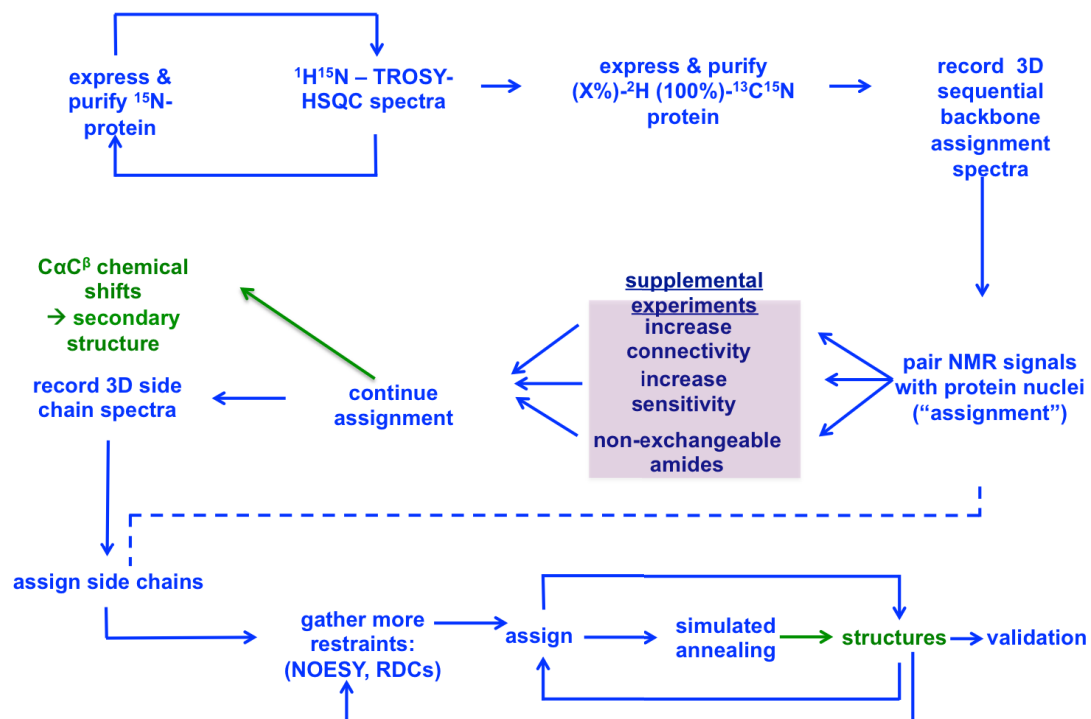 express &
purify ¹⁵N-
protein
¹H¹⁵N – TROSY-
HSQC spectra
express & purify
(X%)-²H (100%)-¹³C¹⁵N
protein
record 3D
sequential
backbone
assignment
spectra
CαCᵝ chemical
shifts
→ secondary
structure
record 3D side
chain spectra
continue
assignment
supplemental
experiments
increase
connectivity
increase
sensitivity
non-exchangeable
amides
pair NMR signals
with protein nuclei
(“assignment”)
assign side chains
gather more
restraints:
(NOESY, RDCs)
assign
simulated
annealing
structures
validation